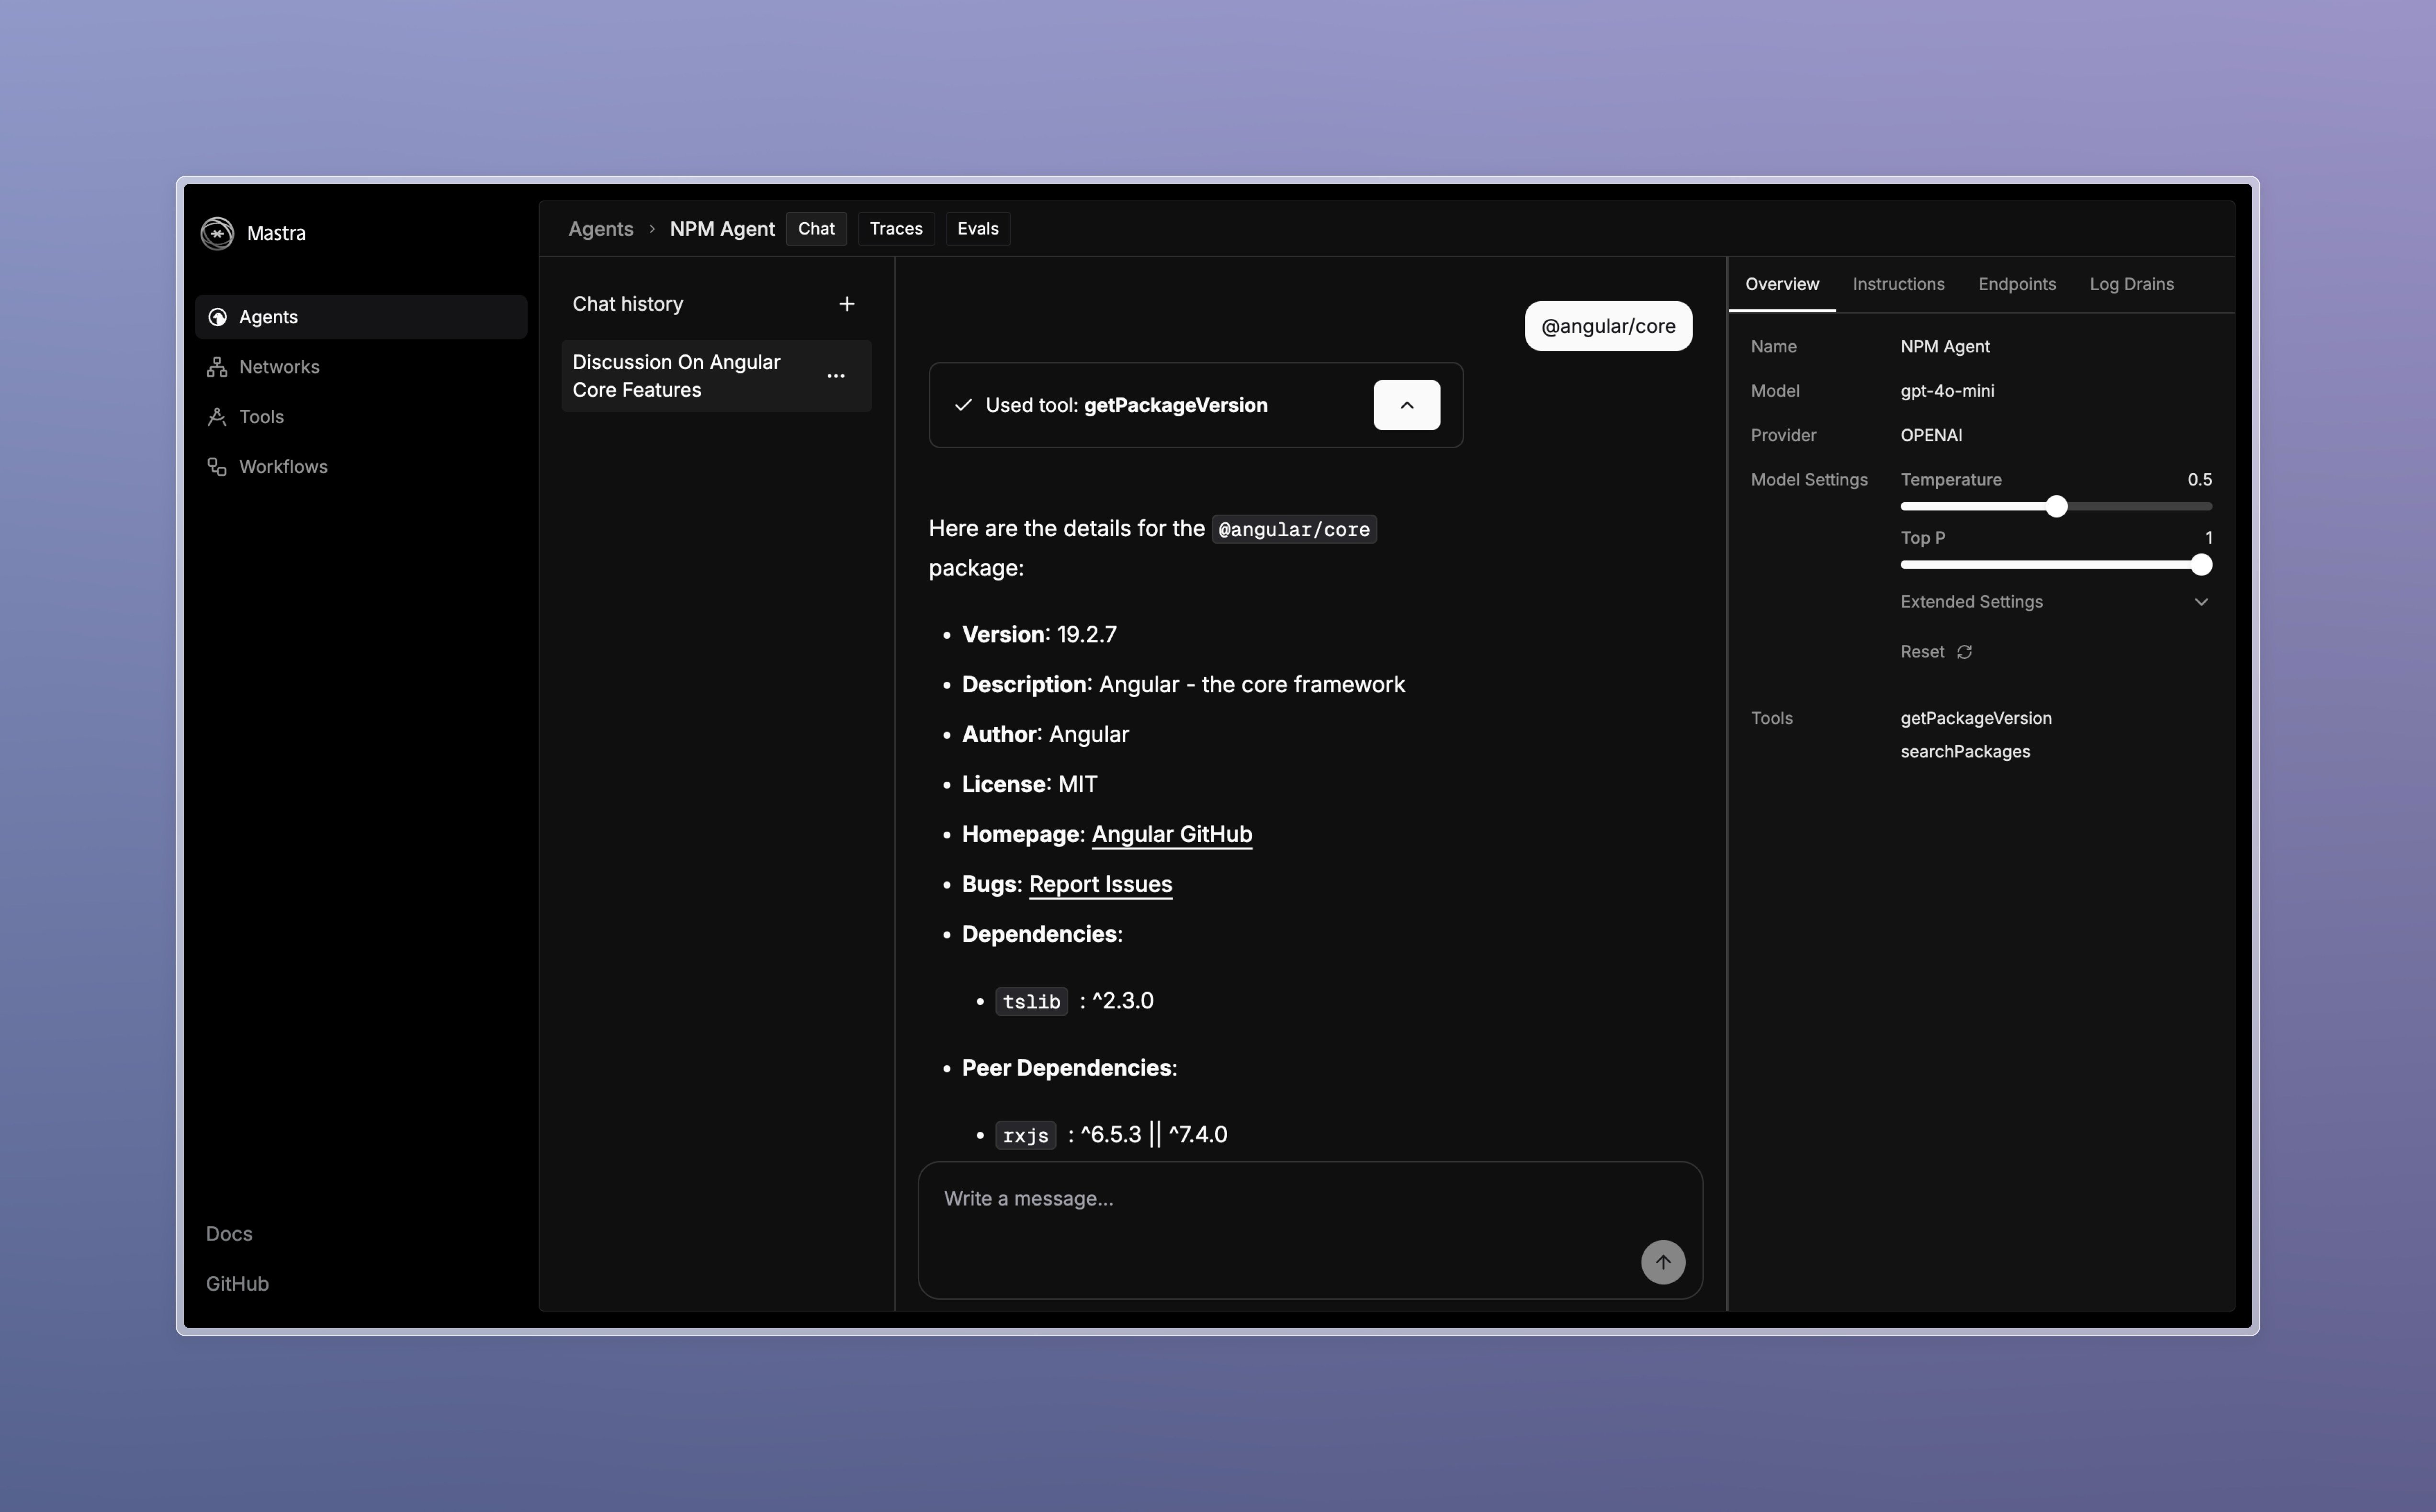 Mastra
Agents
Networks
Tools
Workflows
Docs
GitHub
Agents › NPM Agent Chat Traces Evals
Chat history
Discussion On Angular
Core Features
@angular/core
Used tool: getPackageVersion
Here are the details for the @angular/core
package:
• Version: 19.2.7
• Description: Angular - the core framework
• Author: Angular
• License: MIT
• Homepage: Angular GitHub
• Bugs: Report Issues
• Dependencies:
• tslib : ^2.3.0
• Peer Dependencies:
• rxjs : ^6.5.3 || ^7.4.0
Write a message...
Overview Instructions Endpoints Log Drains
Name NPM Agent
Model gpt-4o-mini
Provider OPENAI
Model Settings Temperature 0.5
Top P 1
Extended Settings
Reset
Tools getPackageVersion
searchPackages